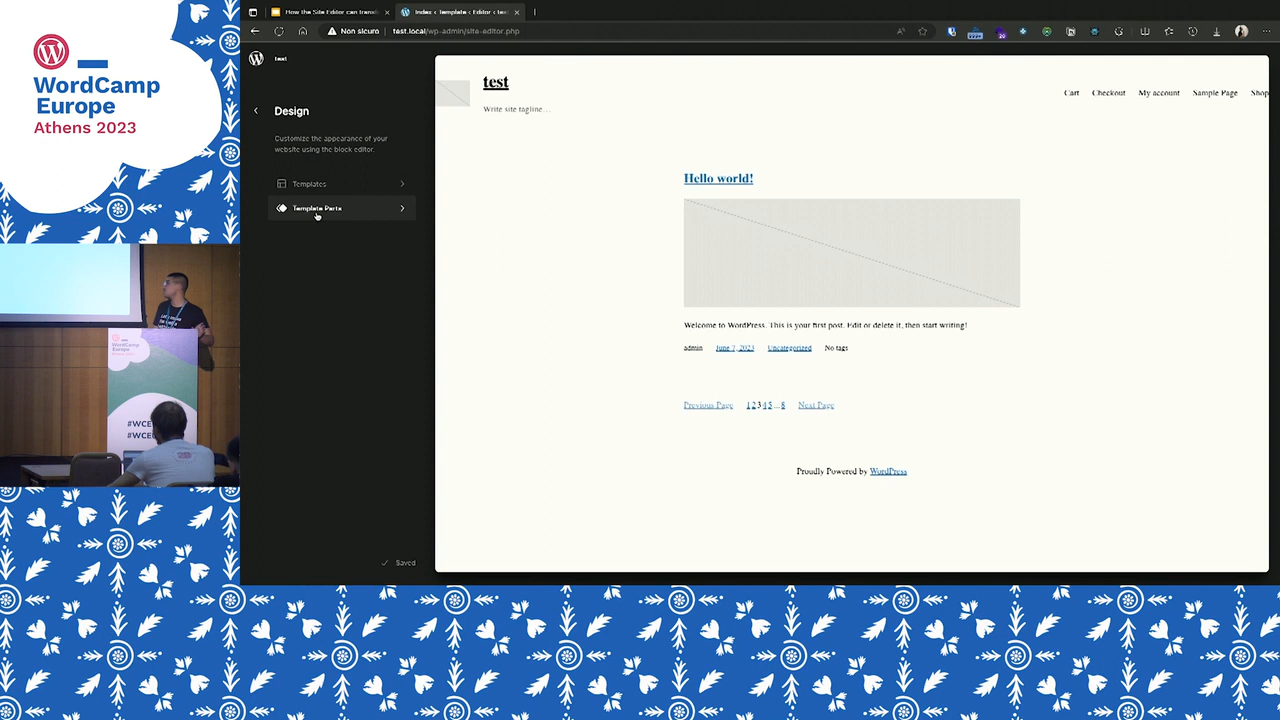 WordCamp
Europe
Athens 2023
How the Site Editor can transf
Index ‹ Template ‹ Editor ‹ test
Non sicuro
test.local/wp-admin/site-editor.php
test
Design
Customize the appearance of your
website using the block editor.
Templates
Template Parts
Saved
test
Write site tagline…
Cart
Checkout
My account
Sample Page
Shop
Hello world!
Welcome to WordPress. This is your first post. Edit or delete it, then start writing!
admin
June 7, 2023
Uncategorized
No tags
Previous Page
1 2 3 4 5 … 8
Next Page
Proudly Powered by WordPress
WordCamp
Europe
#WCE
#WCE